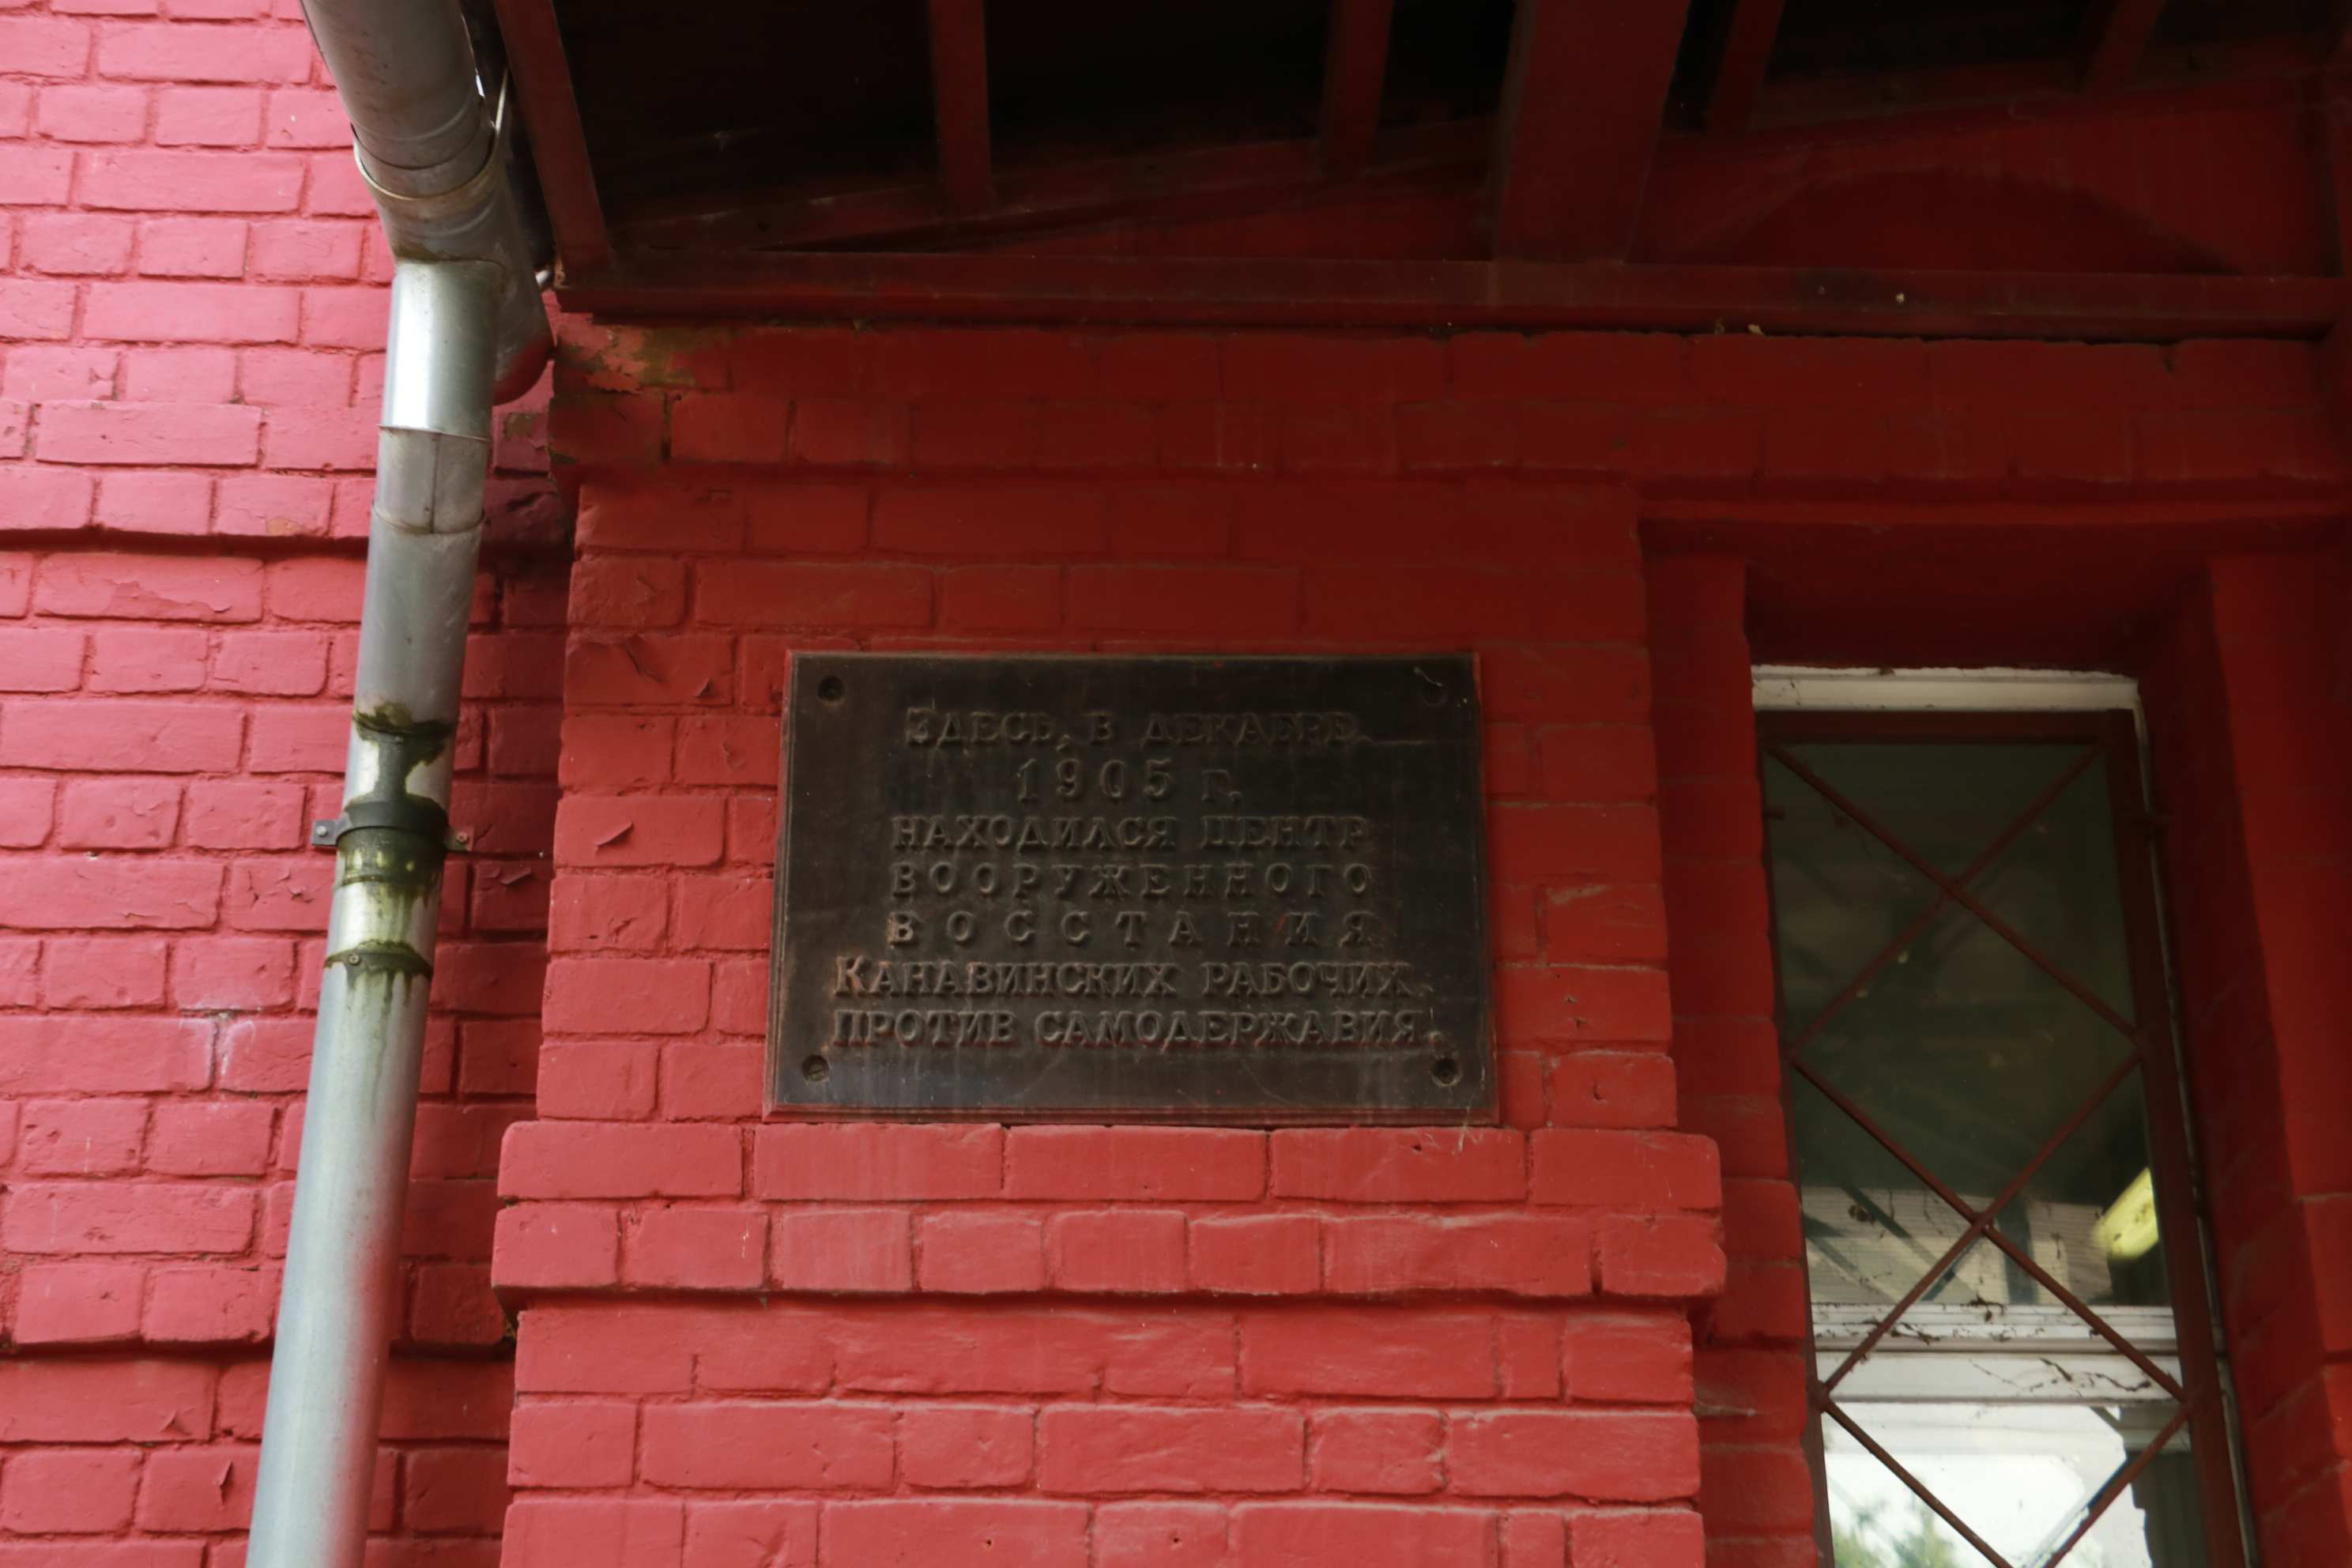 Здесь, в декабре
1905 г.
находился центр
вооруженного
восстания
Канавинских рабочих
против самодержавия.